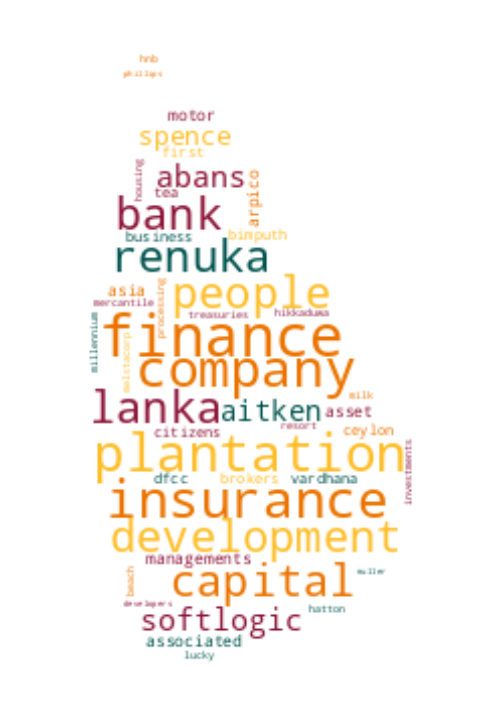 hnb
phillips
motor
spence
first
housing
abans
tea
arpico
bank
business
bimputh
renuka
asia
people
mercantile
processing
treasuries
hikkaduwa
millennium
finance
melstacorp
company
milk
lanka
aitken
asset
citizens
resort
ceylon
plantation
investments
dfcc
brokers
vardhana
insurance
development
managements
beach
capital
muller
developers
hatton
softlogic
associated
lucky